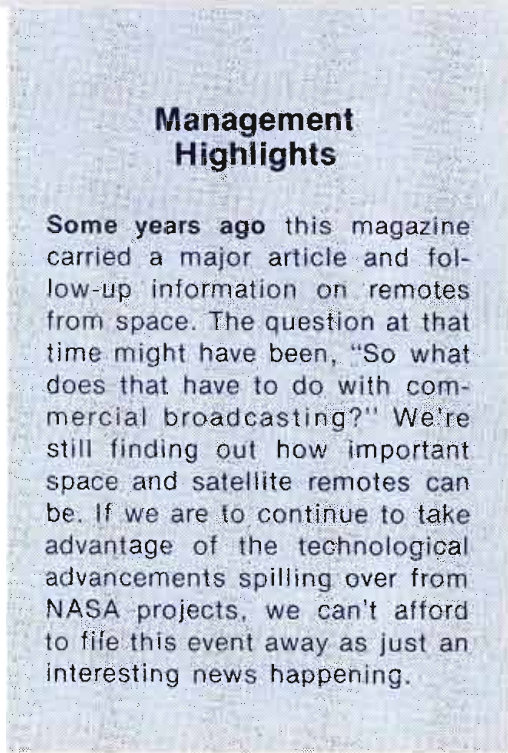 Management
Highlights
Some years ago this magazine
carried a major article and fol-
low-up information on remotes
from space. The question at that
time might have been, "So what
does that have to do with com-
mercial broadcasting?" We're
still finding out how important
space and satellite remotes can
be. If we are to continue to take
advantage of the technological
advancements spilling over from
NASA projects, we can't afford
to file this event away as just an
interesting news happening.